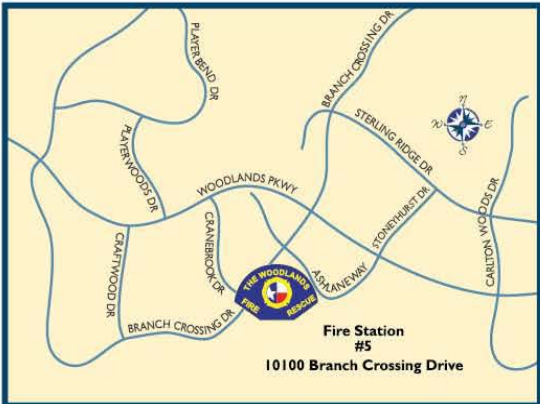 PLAYER BEND DR
BRANCH CROSSING DR
PLAYERWOODS DR
STERLING RIDGE DR
N
W E
S
WOODLANDS PKWY
CRANEBROOK DR
STONEYHURST DR
CARLTON WOODS DR
CRAFTWOOD DR
ASHLANEWAY
THE WOODLANDS
FIRE RESCUE
BRANCH CROSSING DR
Fire Station
#5
10100 Branch Crossing Drive